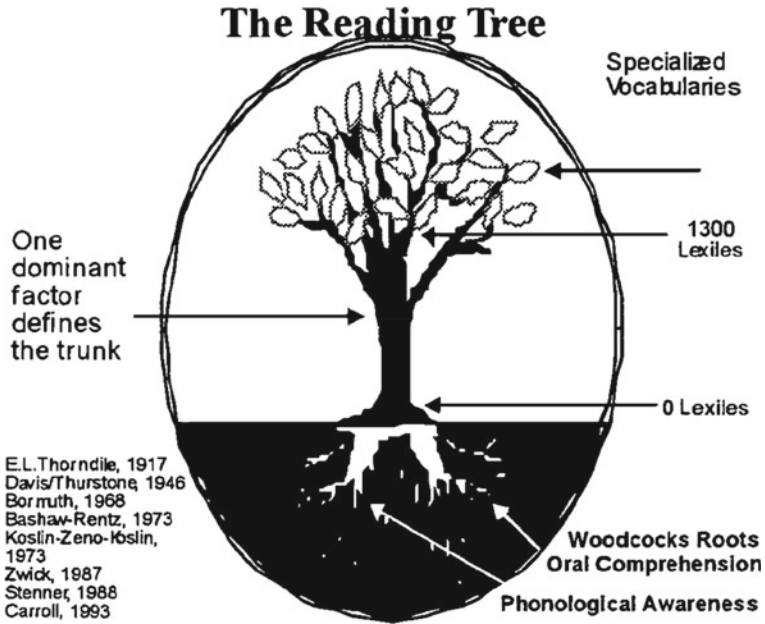 The Reading Tree
Specialized
Vocabularies
1300
Lexiles
One
dominant
factor
defines
the trunk
0 Lexiles
E.L.Thorndile, 1917
Davis/Thurstone, 1946
Bormuth, 1968
Bashaw-Rentz, 1973
Koslin-Zeno-Koslin,
1973
Zwick, 1987
Stenner, 1988
Carroll, 1993
Woodcocks Roots
Oral Comprehension
Phonological Awareness